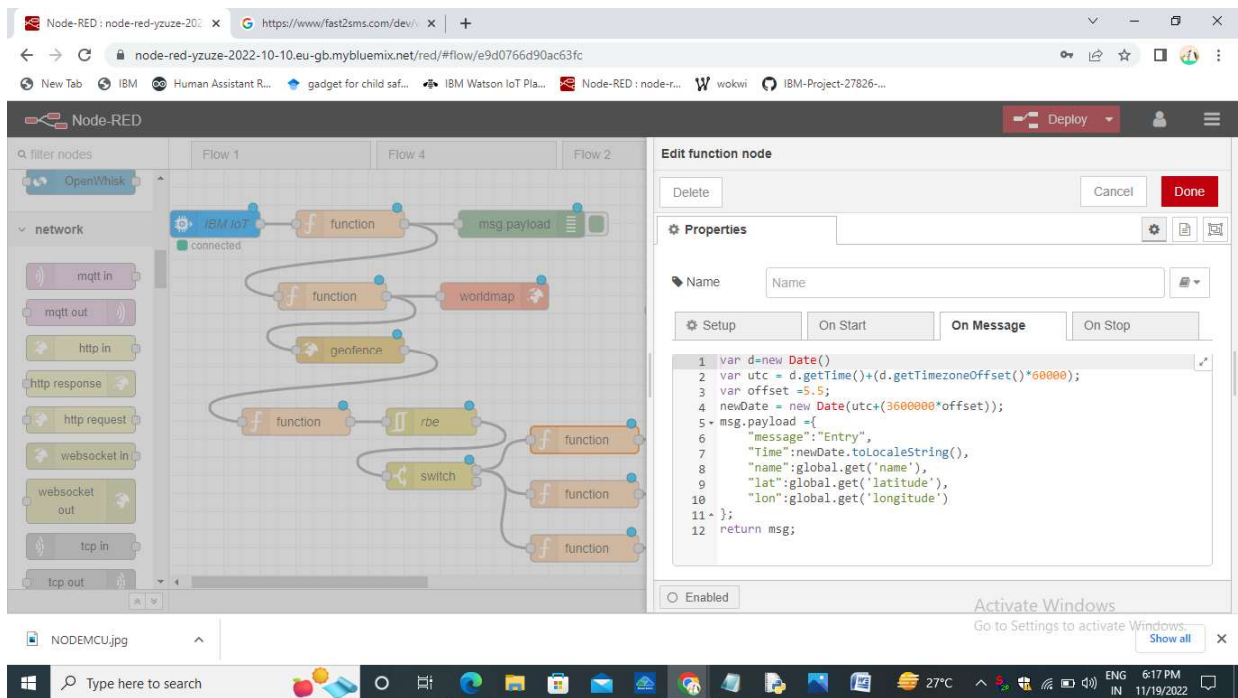 Node-RED : node-red-yzuze-202
https://www/fast2sms.com/dev/
node-red-yzuze-2022-10-10.eu-gb.mybluemix.net/red/#flow/e9d0766d90ac63fc
New Tab
IBM
Human Assistant R...
gadget for child saf...
IBM Watson IoT Pla...
Node-RED : node-r...
wokwi
IBM-Project-27826-...
Node-RED
Deploy
filter nodes
OpenWhisk
network
mqtt in
mqtt out
http in
http response
http request
websocket in
websocket
out
tcp in
tcp out
Flow 1
Flow 4
Flow 2
IBM IoT
connected
function
msg.payload
function
worldmap
geofence
function
rbe
function
switch
function
function
Edit function node
Delete
Cancel
Done
Properties
Name
Name
Setup
On Start
On Message
On Stop
1 var d=new Date()
2 var utc = d.getTime()+(d.getTimezoneOffset()*60000);
3 var offset =5.5;
4 newDate = new Date(utc+(3600000*offset));
5 msg.payload ={
6 "message":"Entry",
7 "Time":newDate.toLocaleString(),
8 "name":global.get('name'),
9 "lat":global.get('latitude'),
10 "lon":global.get('longitude')
11 };
12 return msg;
Enabled
Activate Windows
Go to Settings to activate Windows.
NODEMCU.jpg
Show all
Type here to search
27°C
ENG
IN
6:17 PM
11/19/2022